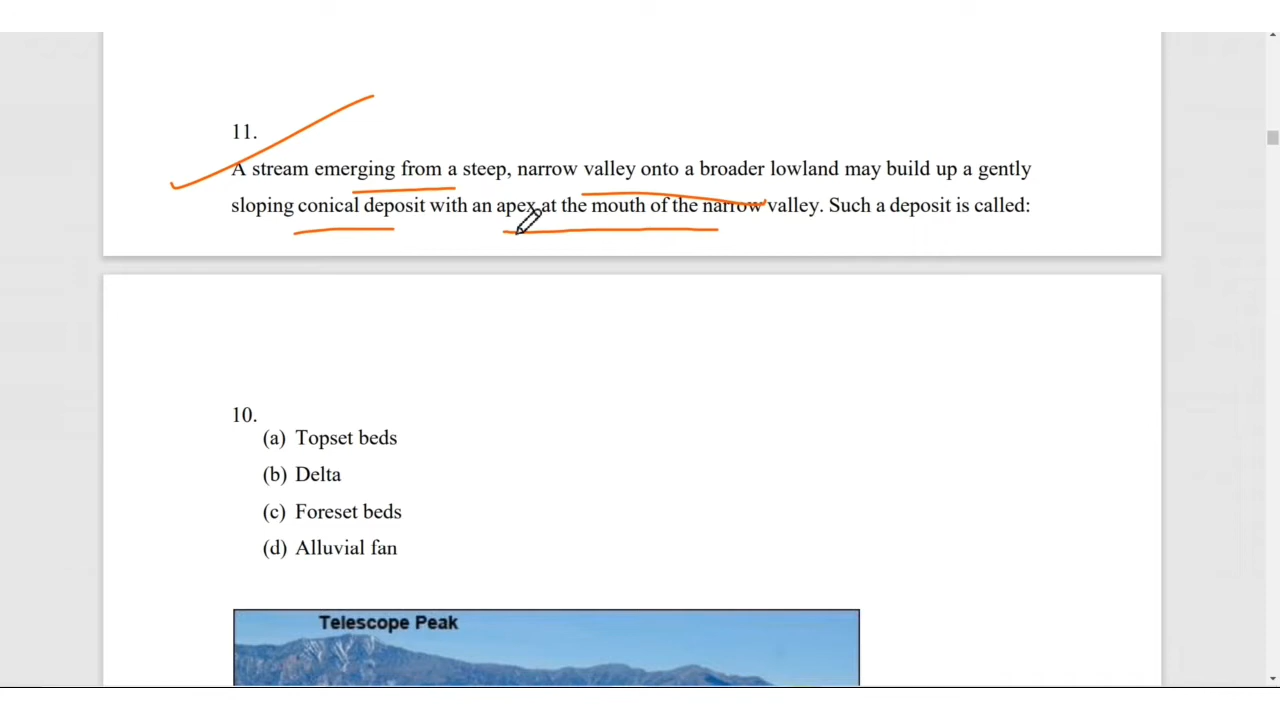 11.
A stream emerging from a steep, narrow valley onto a broader lowland may build up a gently
sloping conical deposit with an apex at the mouth of the narrow valley. Such a deposit is called:
10.
(a) Topset beds
(b) Delta
(c) Foreset beds
(d) Alluvial fan
Telescope Peak